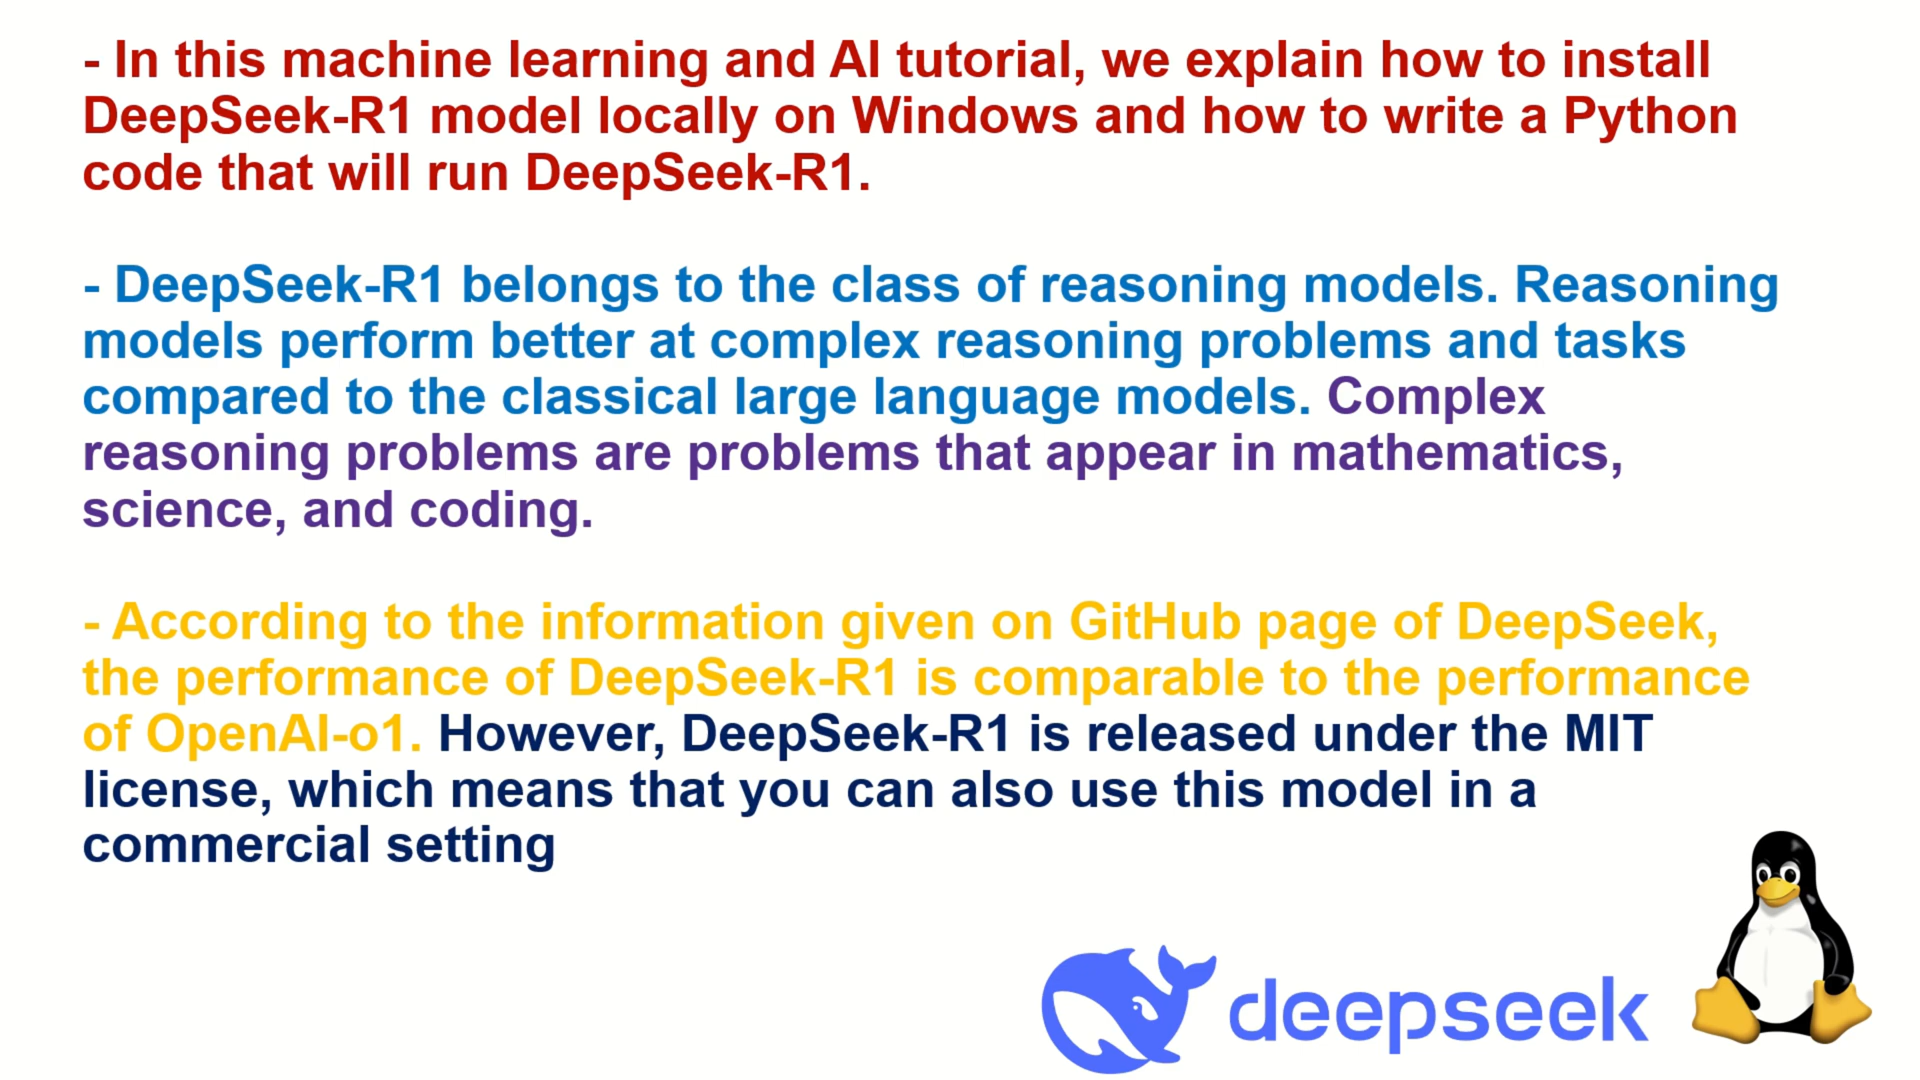 - In this machine learning and AI tutorial, we explain how to install
DeepSeek-R1 model locally on Windows and how to write a Python
code that will run DeepSeek-R1.
- DeepSeek-R1 belongs to the class of reasoning models. Reasoning
models perform better at complex reasoning problems and tasks
compared to the classical large language models. Complex
reasoning problems are problems that appear in mathematics,
science, and coding.
- According to the information given on GitHub page of DeepSeek,
the performance of DeepSeek-R1 is comparable to the performance
of OpenAI-o1. However, DeepSeek-R1 is released under the MIT
license, which means that you can also use this model in a
commercial setting
deepseek